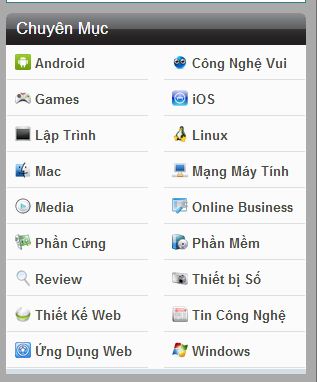 Chuyên Mục
Android
Công Nghệ Vui
Games
iOS
Lập Trình
Linux
Mac
Mạng Máy Tính
Media
Online Business
Phần Cứng
Phần Mềm
Review
Thiết bị Số
Thiết Kế Web
Tin Công Nghệ
Ứng Dụng Web
Windows